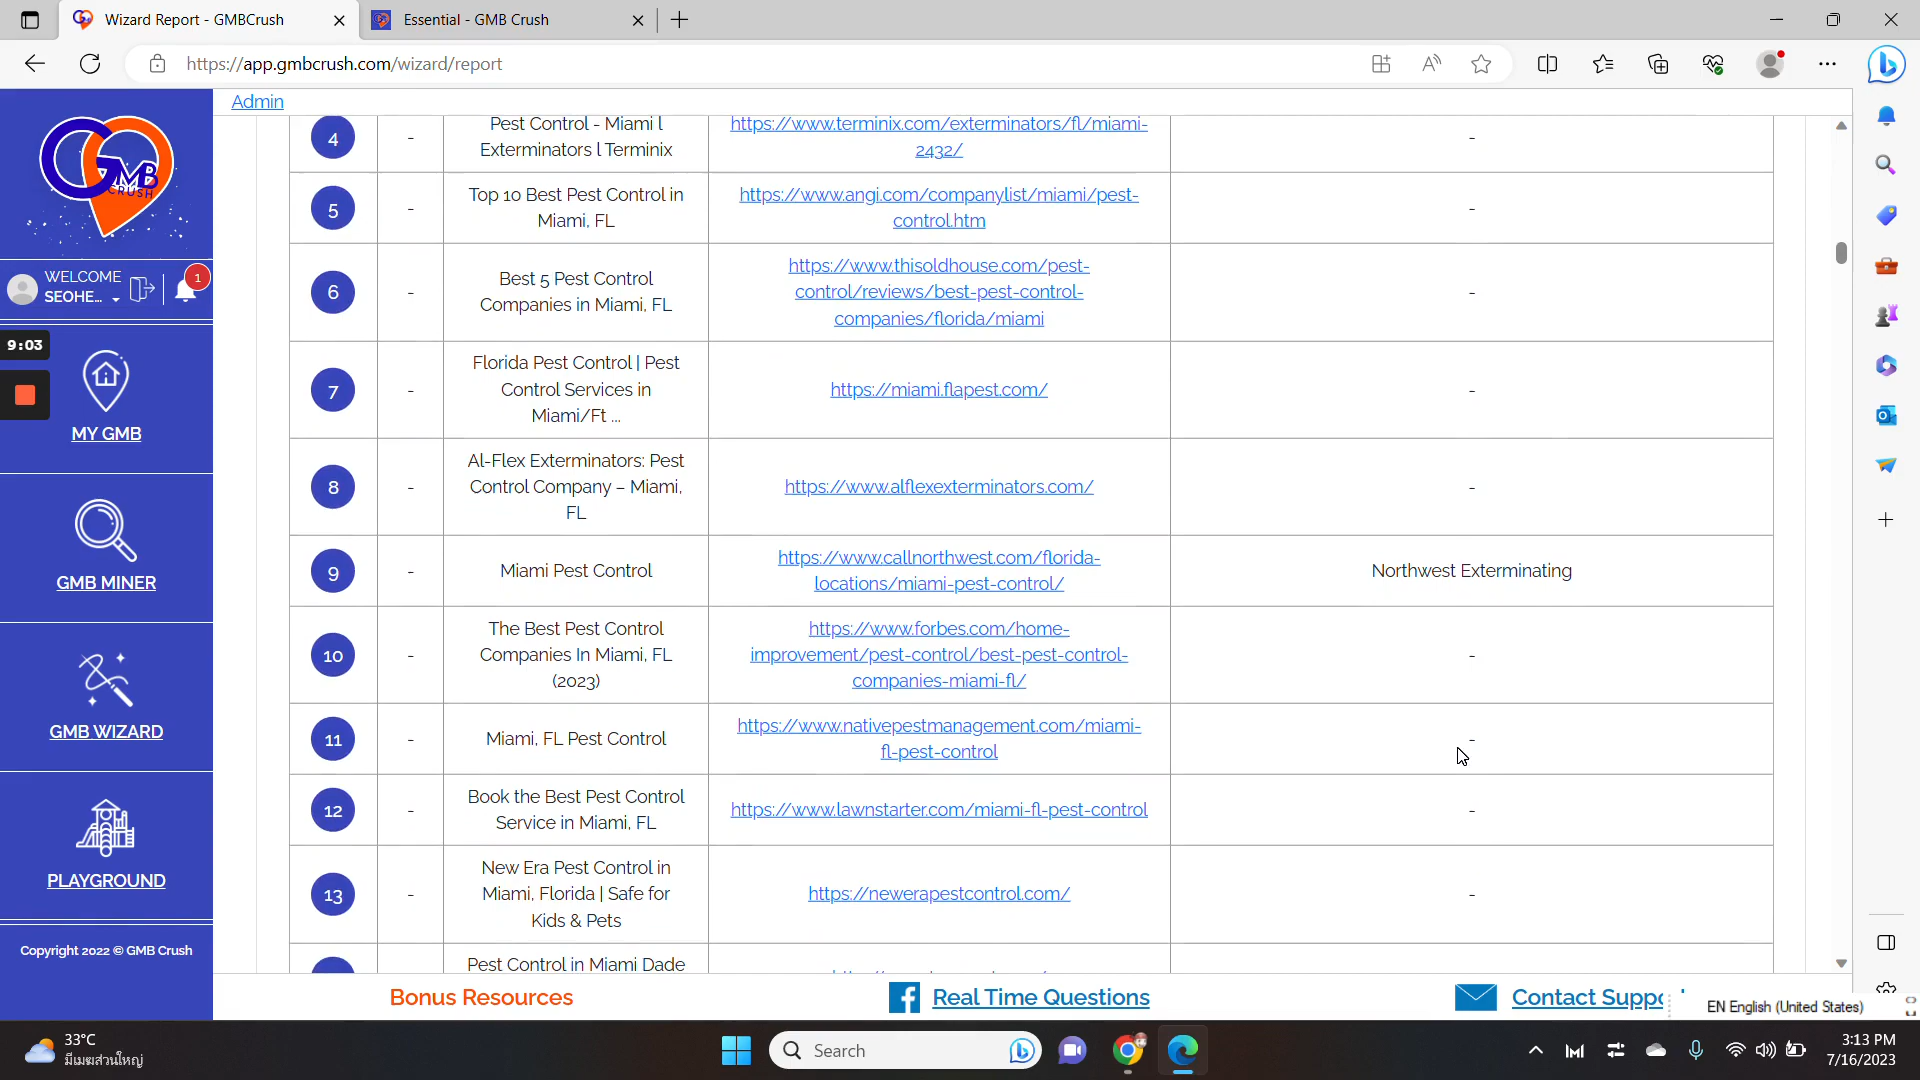 Wizard Report - GMBCrush
Essential - GMB Crush
https://app.gmbcrush.com/wizard/report
Admin
GMB
CRUSH
WELCOME
SEOHE...
1
9:03
MY GMB
GMB MINER
GMB WIZARD
PLAYGROUND
Copyright 2022 © GMB Crush
4 - Pest Control - Miami l https://www.terminix.com/exterminators/fl/miami- -
Exterminators l Terminix 2432/
5 - Top 10 Best Pest Control in https://www.angi.com/companylist/miami/pest- -
Miami, FL control.htm
6 - Best 5 Pest Control https://www.thisoldhouse.com/pest- -
Companies in Miami, FL control/reviews/best-pest-control-
companies/florida/miami
7 - Florida Pest Control | Pest https://miami.flapest.com/ -
Control Services in
Miami/Ft ...
8 - Al-Flex Exterminators: Pest https://www.alflexexterminators.com/ -
Control Company – Miami,
FL
9 - Miami Pest Control https://www.callnorthwest.com/florida- Northwest Exterminating
locations/miami-pest-control/
10 - The Best Pest Control https://www.forbes.com/home- -
Companies In Miami, FL improvement/pest-control/best-pest-control-
(2023) companies-miami-fl/
11 - Miami, FL Pest Control https://www.nativepestmanagement.com/miami- -
fl-pest-control
12 - Book the Best Pest Control https://www.lawnstarter.com/miami-fl-pest-control -
Service in Miami, FL
13 - New Era Pest Control in https://newerapestcontrol.com/ -
Miami, Florida | Safe for
Kids & Pets
Pest Control in Miami Dade
Bonus Resources
Real Time Questions
Contact Suppo
EN English (United States)
33°C
มีเมฆส่วนใหญ่
Search
3:13 PM
7/16/2023